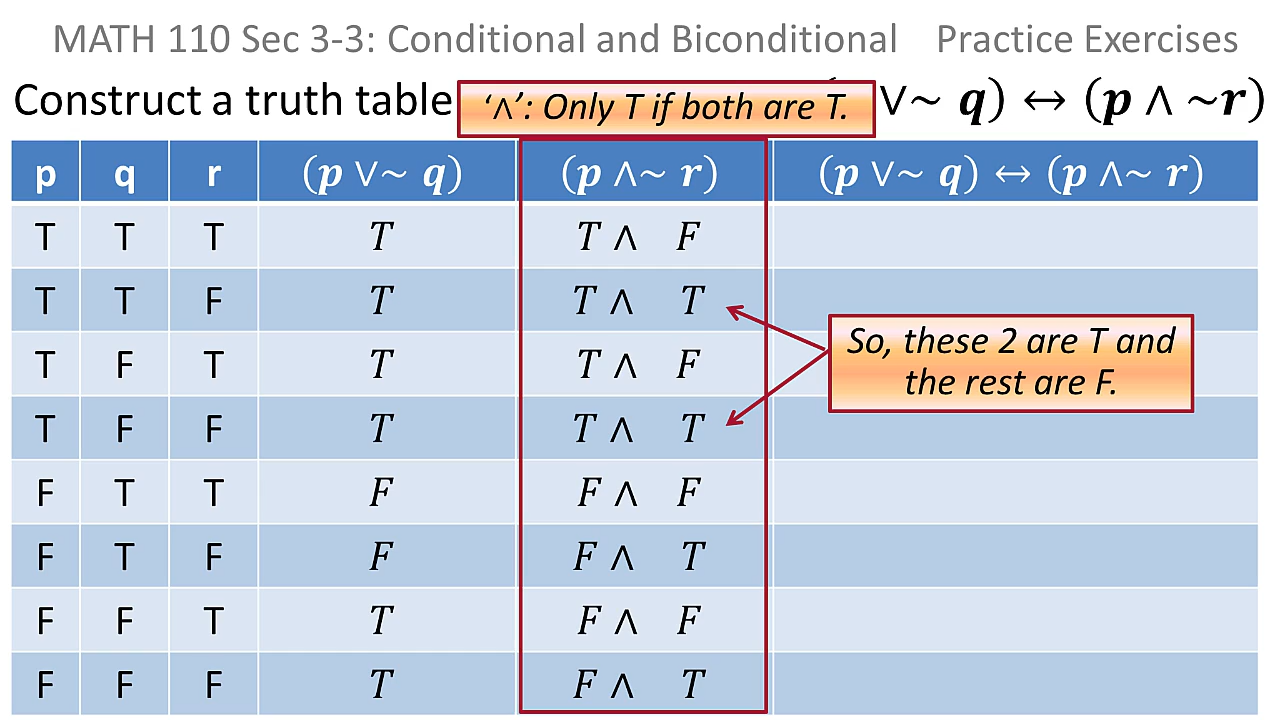 MATH 110 Sec 3-3: Conditional and Biconditional Practice Exercises
Construct a truth table ∨~ q) ↔ (p ∧ ~r)
‘∧’: Only T if both are T.
p q r (p ∨~ q) (p ∧~ r) (p ∨~ q) ↔ (p ∧~ r)
T T T T T ∧ F
T T F T T ∧ T
T F T T T ∧ F
T F F T T ∧ T
So, these 2 are T and
the rest are F.
F T T F F ∧ F
F T F F F ∧ T
F F T T F ∧ F
F F F T F ∧ T